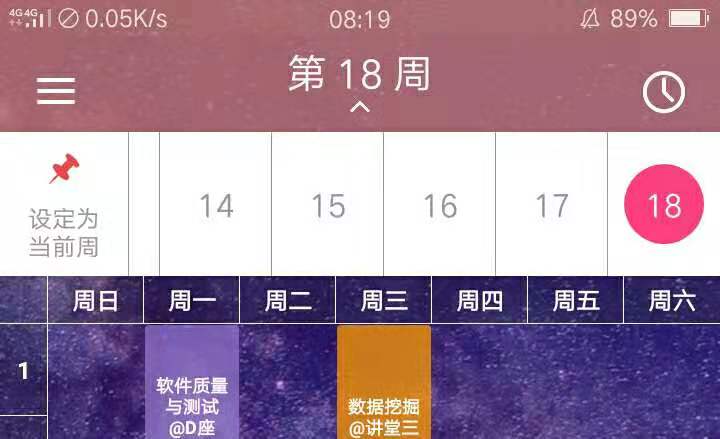 4G 4G 0.05K/s 08:19 89%
第 18 周
设定为
当前周
14 15 16 17 18
周日 周一 周二 周三 周四 周五 周六
1
软件质量
与测试
@D座
数据挖掘
@讲堂三